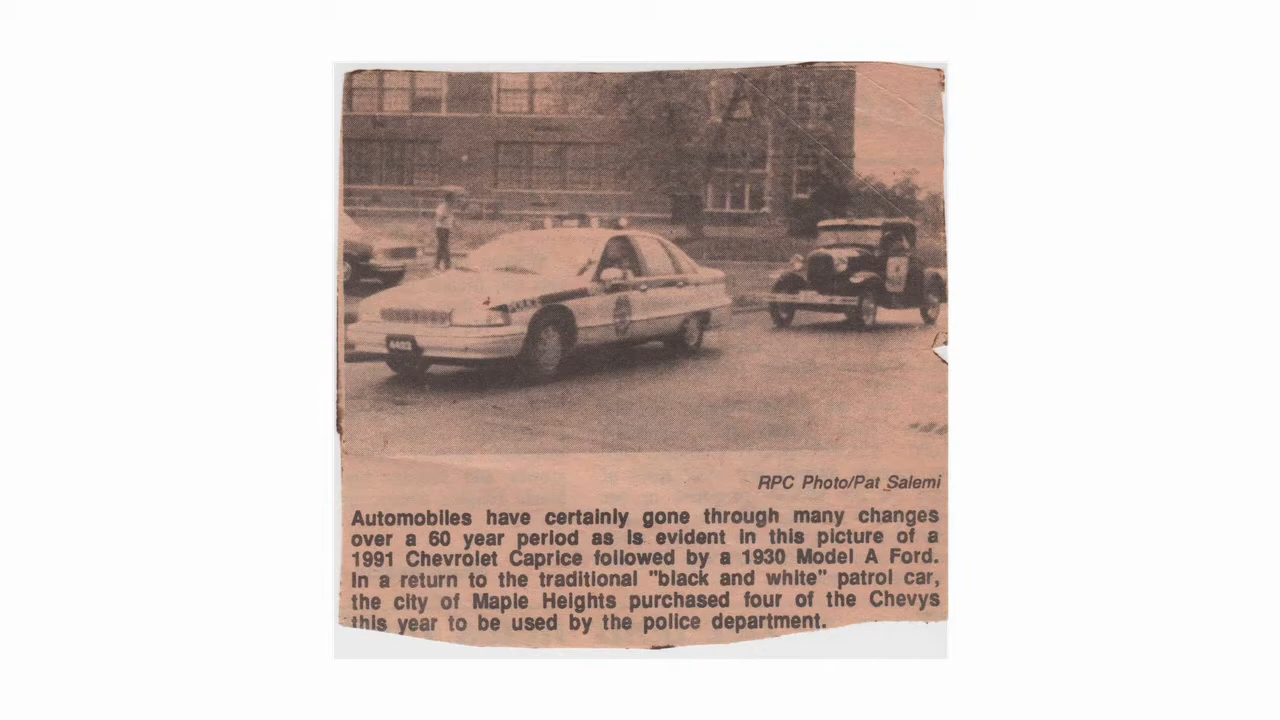 POLICE
4403
RPC Photo/Pat Salemi
Automobiles have certainly gone through many changes
over a 60 year period as is evident in this picture of a
1991 Chevrolet Caprice followed by a 1930 Model A Ford.
In a return to the traditional "black and white" patrol car,
the city of Maple Heights purchased four of the Chevys
this year to be used by the police department.